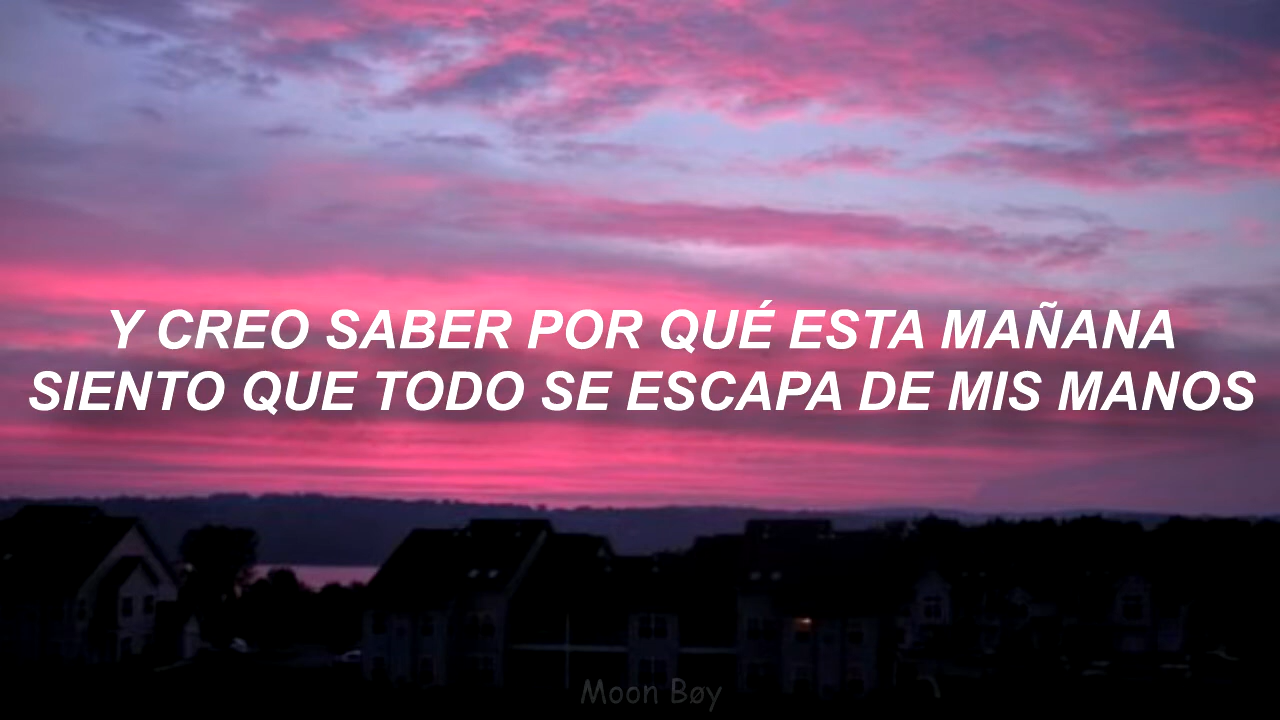 Y CREO SABER POR QUÉ ESTA MAÑANA
SIENTO QUE TODO SE ESCAPA DE MIS MANOS
Moon Bøy